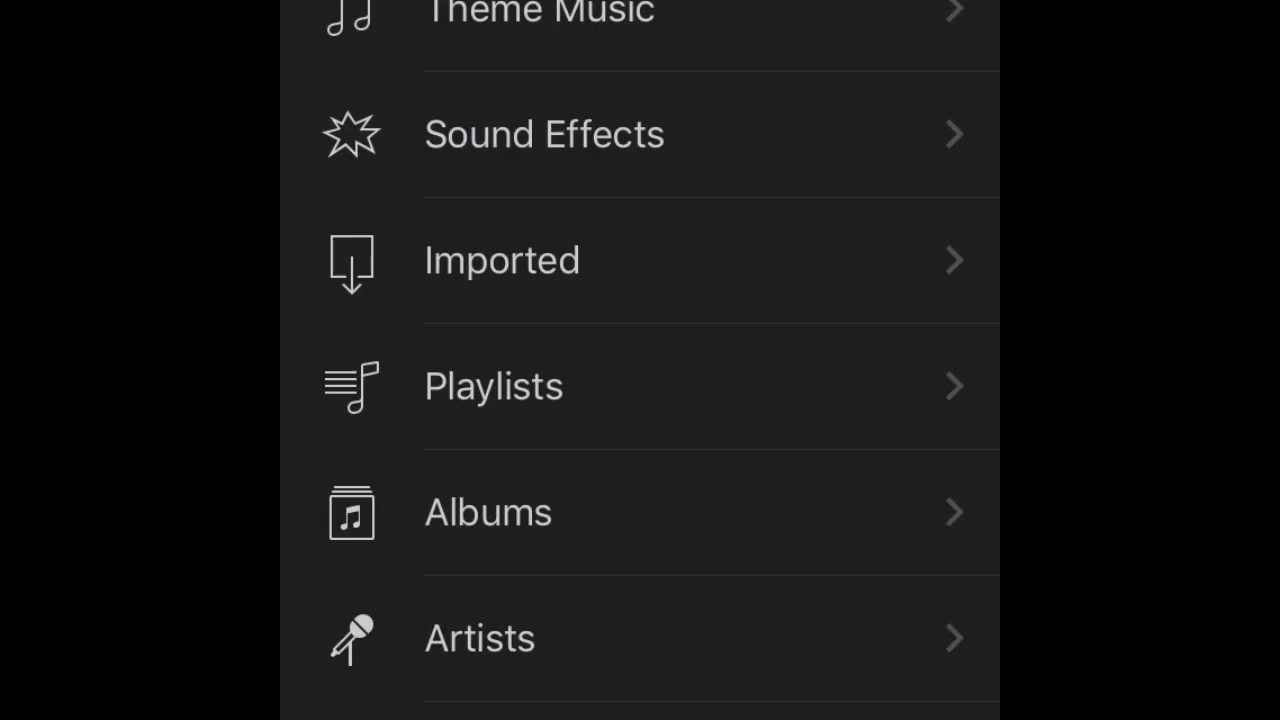 Theme Music
Sound Effects
Imported
Playlists
Albums
Artists